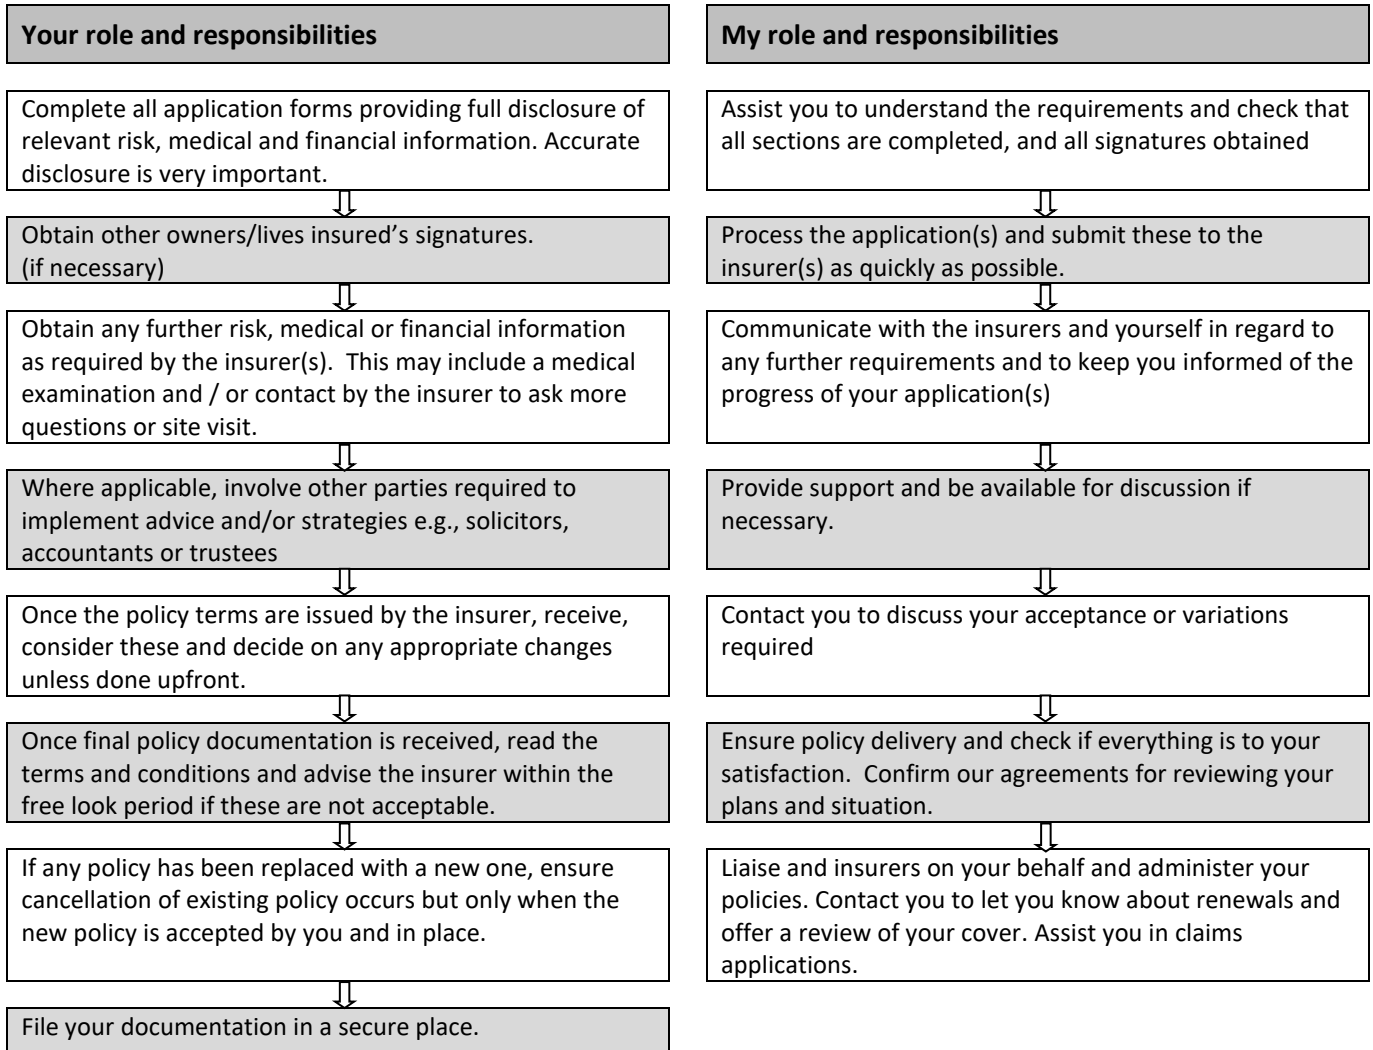 Your role and responsibilities
Complete all application forms providing full disclosure of
relevant risk, medical and financial information. Accurate
disclosure is very important.
Obtain other owners/lives insured’s signatures.
(if necessary)
Obtain any further risk, medical or financial information
as required by the insurer(s).  This may include a medical
examination and / or contact by the insurer to ask more
questions or site visit.
Where applicable, involve other parties required to
implement advice and/or strategies e.g., solicitors,
accountants or trustees
Once the policy terms are issued by the insurer, receive,
consider these and decide on any appropriate changes
unless done upfront.
Once final policy documentation is received, read the
terms and conditions and advise the insurer within the
free look period if these are not acceptable.
If any policy has been replaced with a new one, ensure
cancellation of existing policy occurs but only when the
new policy is accepted by you and in place.
File your documentation in a secure place.
My role and responsibilities
Assist you to understand the requirements and check that
all sections are completed, and all signatures obtained
Process the application(s) and submit these to the
insurer(s) as quickly as possible.
Communicate with the insurers and yourself in regard to
any further requirements and to keep you informed of the
progress of your application(s)
Provide support and be available for discussion if
necessary.
Contact you to discuss your acceptance or variations
required
Ensure policy delivery and check if everything is to your
satisfaction.  Confirm our agreements for reviewing your
plans and situation.
Liaise and insurers on your behalf and administer your
policies. Contact you to let you know about renewals and
offer a review of your cover. Assist you in claims
applications.